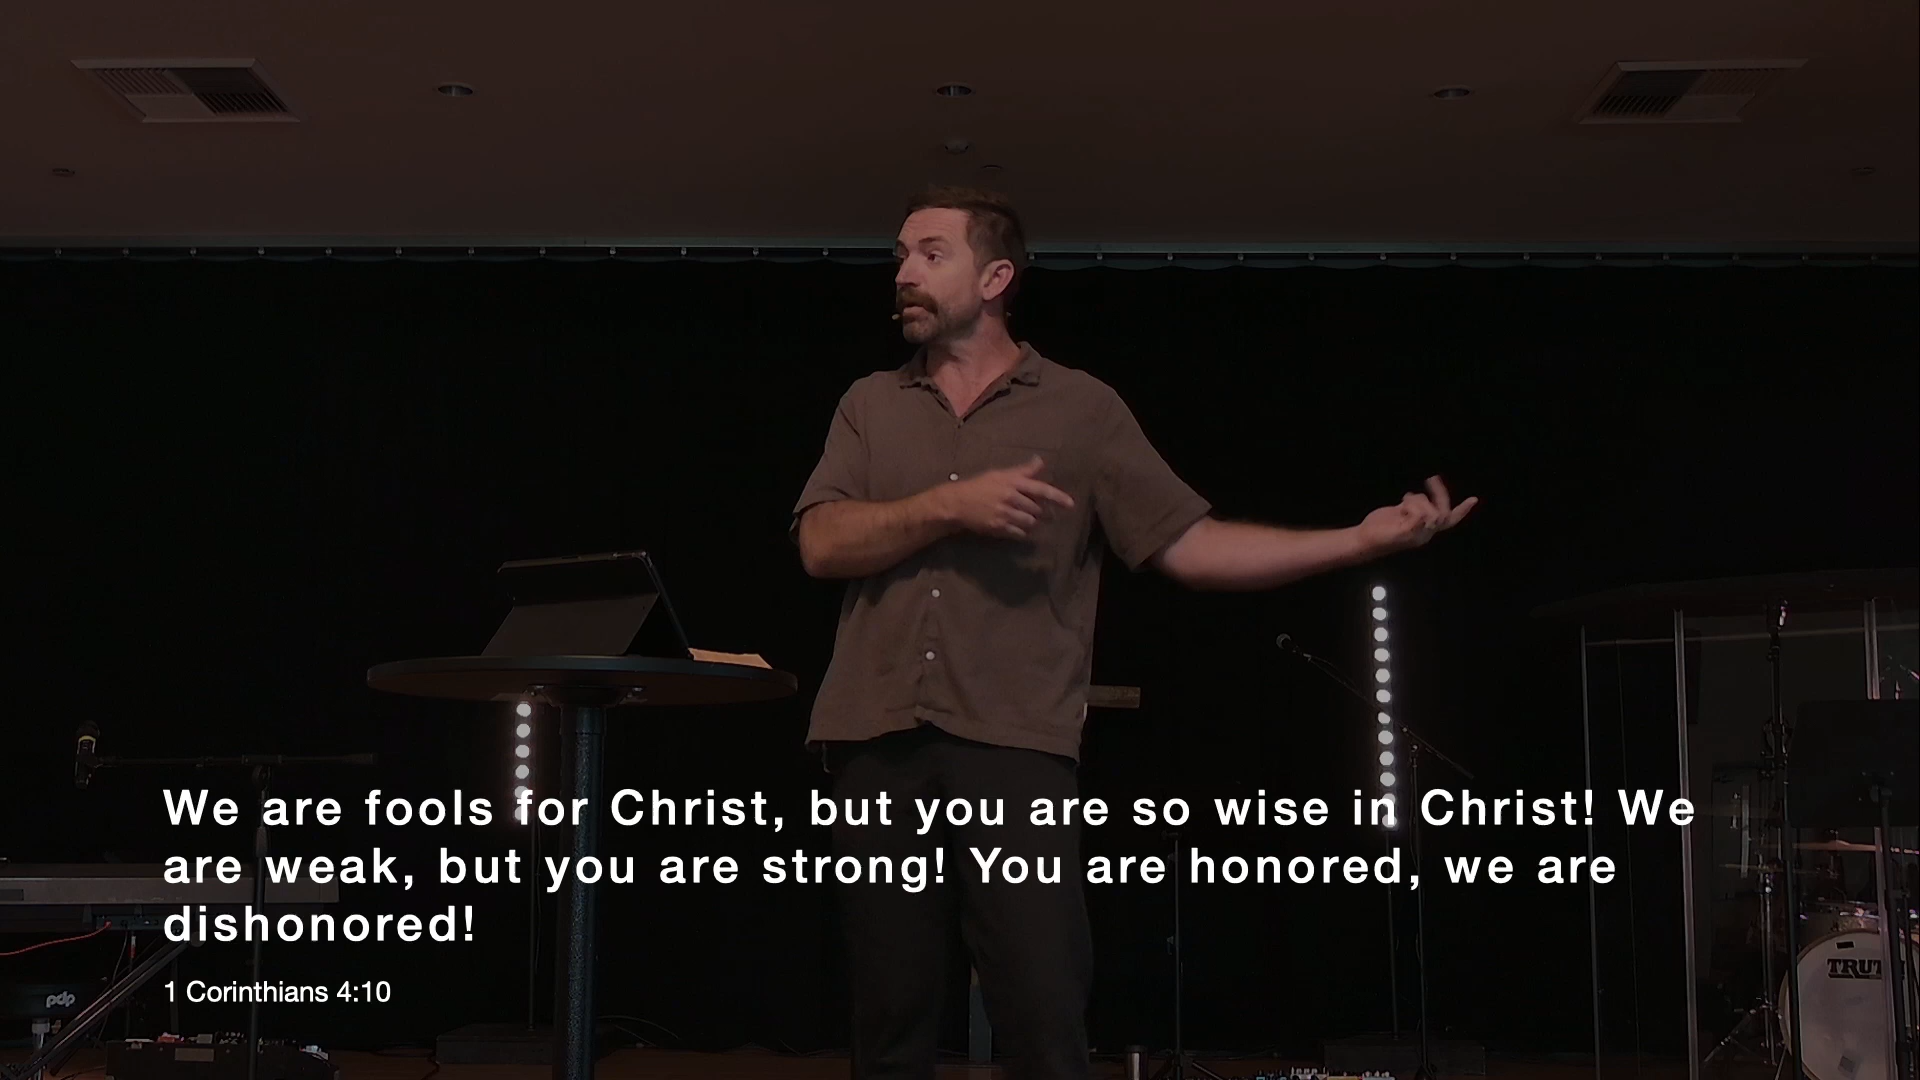 We are fools for Christ, but you are so wise in Christ! We
are weak, but you are strong! You are honored, we are
dishonored!
1 Corinthians 4:10
pdp